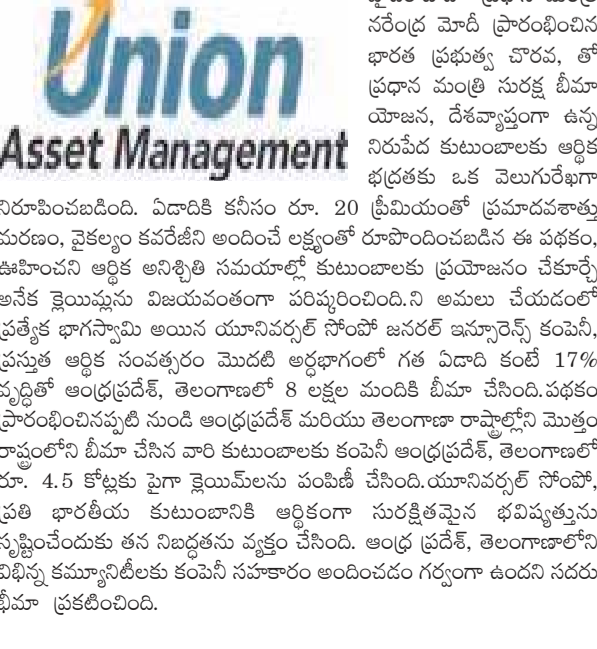 Union
Asset Management
నరేంద్ర మోదీ ప్రారంభించిన
భారత ప్రభుత్వ చొరవ, తో
ప్రధాన మంత్రి సురక్ష బీమా
యోజన, దేశవ్యాప్తంగా ఉన్న
నిరుపేద కుటుంబాలకు ఆర్థిక
భద్రతకు ఒక వెలుగురేఖగా
నిరూపించబడింది. ఏడాదికి కనీసం రూ. 20 ప్రీమియంతో ప్రమాదవశాత్తు
మరణం, వైకల్యం కవరేజీని అందించే లక్ష్యంతో రూపొందించబడిన ఈ పథకం,
ఊహించని ఆర్థిక అనిశ్చితి సమయాల్లో కుటుంబాలకు ప్రయోజనం చేకూర్చే
అనేక క్లెయిమ్లను విజయవంతంగా పరిష్కరించింది.ని అమలు చేయడంలో
ప్రత్యేక భాగస్వామి అయిన యూనివర్సల్ సోంపో జనరల్ ఇన్సూరెన్స్ కంపెనీ,
ప్రస్తుత ఆర్థిక సంవత్సరం మొదటి అర్ధభాగంలో గత ఏడాది కంటే 17%
వృద్ధితో ఆంధ్రప్రదేశ్, తెలంగాణలో 8 లక్షల మందికి బీమా చేసింది.పథకం
ప్రారంభించినప్పటి నుండి ఆంధ్రప్రదేశ్ మరియు తెలంగాణా రాష్ట్రాల్లోని మొత్తం
రాష్ట్రంలోని బీమా చేసిన వారి కుటుంబాలకు కంపెనీ ఆంధ్రప్రదేశ్, తెలంగాణలో
రూ. 4.5 కోట్లకు పైగా క్లెయిమ్‌లను పంపిణీ చేసింది.యూనివర్సల్ సోంపో,
ప్రతి భారతీయ కుటుంబానికి ఆర్థికంగా సురక్షితమైన భవిష్యత్తును
సృష్టించేందుకు తన నిబద్ధతను వ్యక్తం చేసింది. ఆంధ్ర ప్రదేశ్, తెలంగాణాలోని
విభిన్న కమ్యూనిటీలకు కంపెనీ సహకారం అందించడం గర్వంగా ఉందని సదరు
భీమా ప్రకటించింది.